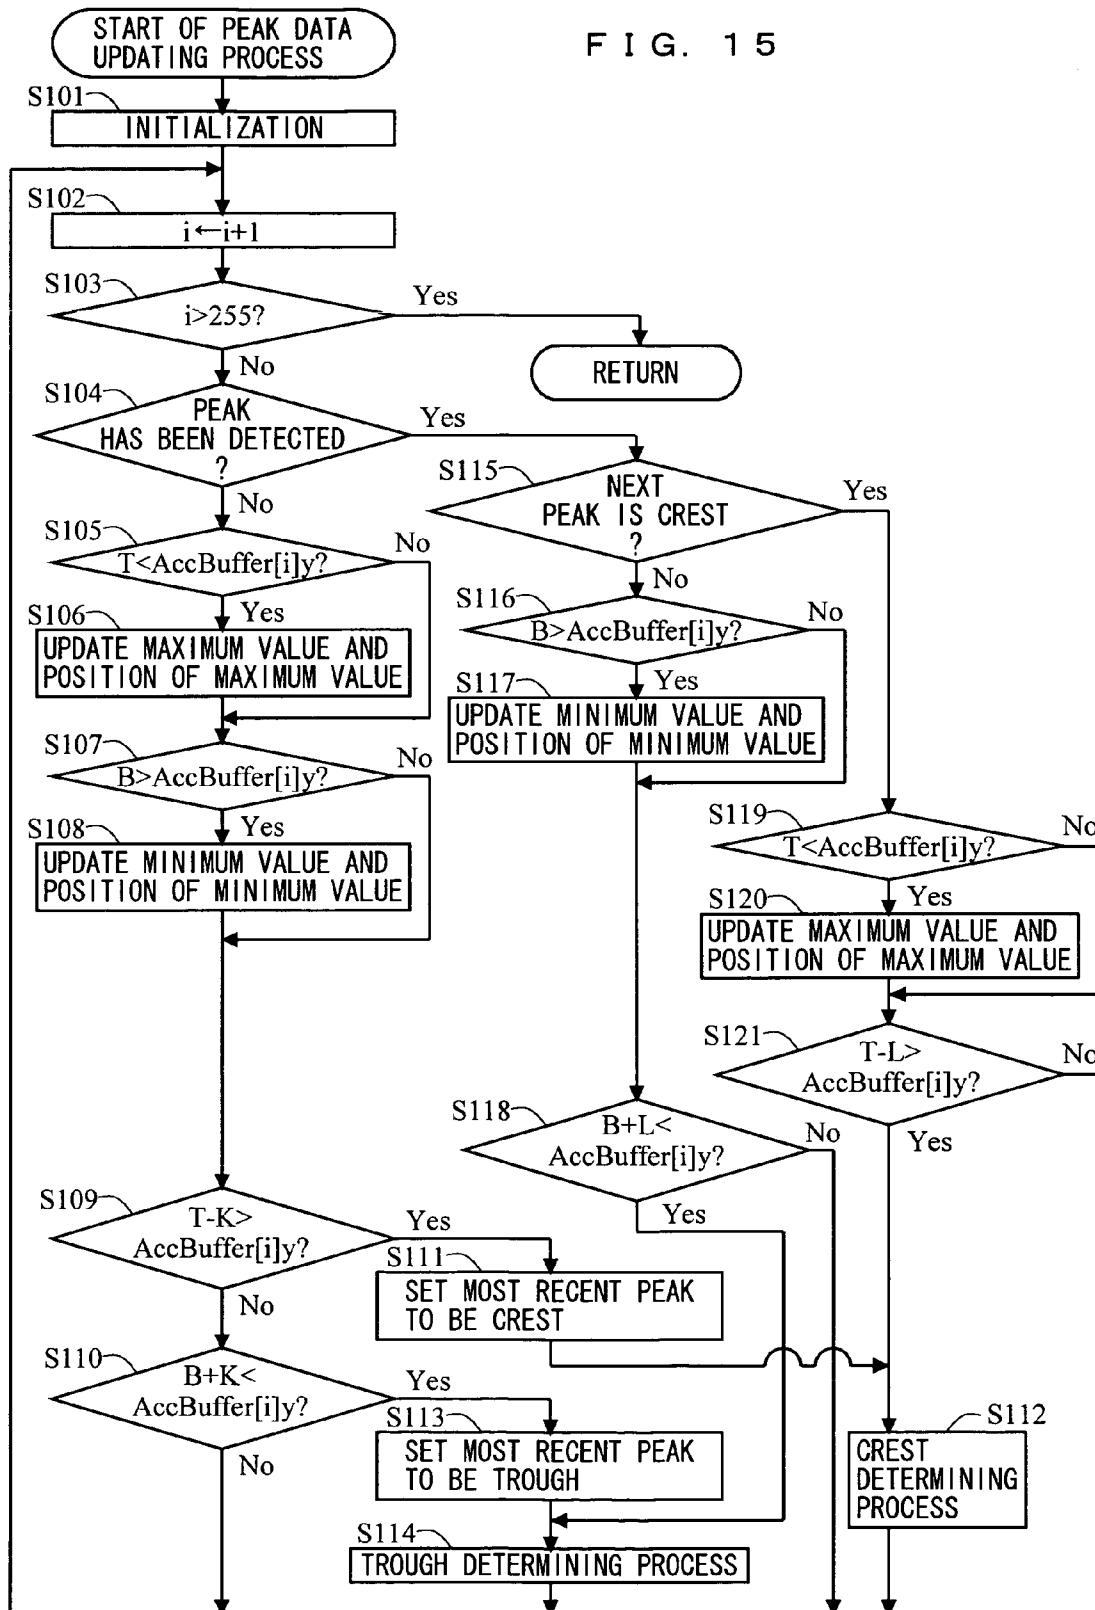 START OF PEAK DATA
UPDATING PROCESS
FIG. 15
S101
INITIALIZATION
S102
i←i+1
S103
i>255?
Yes
No
RETURN
S104
PEAK
HAS BEEN DETECTED
?
Yes
No
S115
NEXT
PEAK IS CREST
?
Yes
No
S105
T<AccBuffer[i]y?
No
Yes
S106
UPDATE MAXIMUM VALUE AND
POSITION OF MAXIMUM VALUE
S116
B>AccBuffer[i]y?
No
Yes
S117
UPDATE MINIMUM VALUE AND
POSITION OF MINIMUM VALUE
S107
B>AccBuffer[i]y?
No
Yes
S108
UPDATE MINIMUM VALUE AND
POSITION OF MINIMUM VALUE
S119
T<AccBuffer[i]y?
No
Yes
S120
UPDATE MAXIMUM VALUE AND
POSITION OF MAXIMUM VALUE
S121
T-L>
AccBuffer[i]y?
No
Yes
S118
B+L<
AccBuffer[i]y?
No
Yes
S109
T-K>
AccBuffer[i]y?
Yes
No
S111
SET MOST RECENT PEAK
TO BE CREST
S110
B+K<
AccBuffer[i]y?
Yes
No
S113
SET MOST RECENT PEAK
TO BE TROUGH
S112
CREST
DETERMINING
PROCESS
S114
TROUGH DETERMINING PROCESS